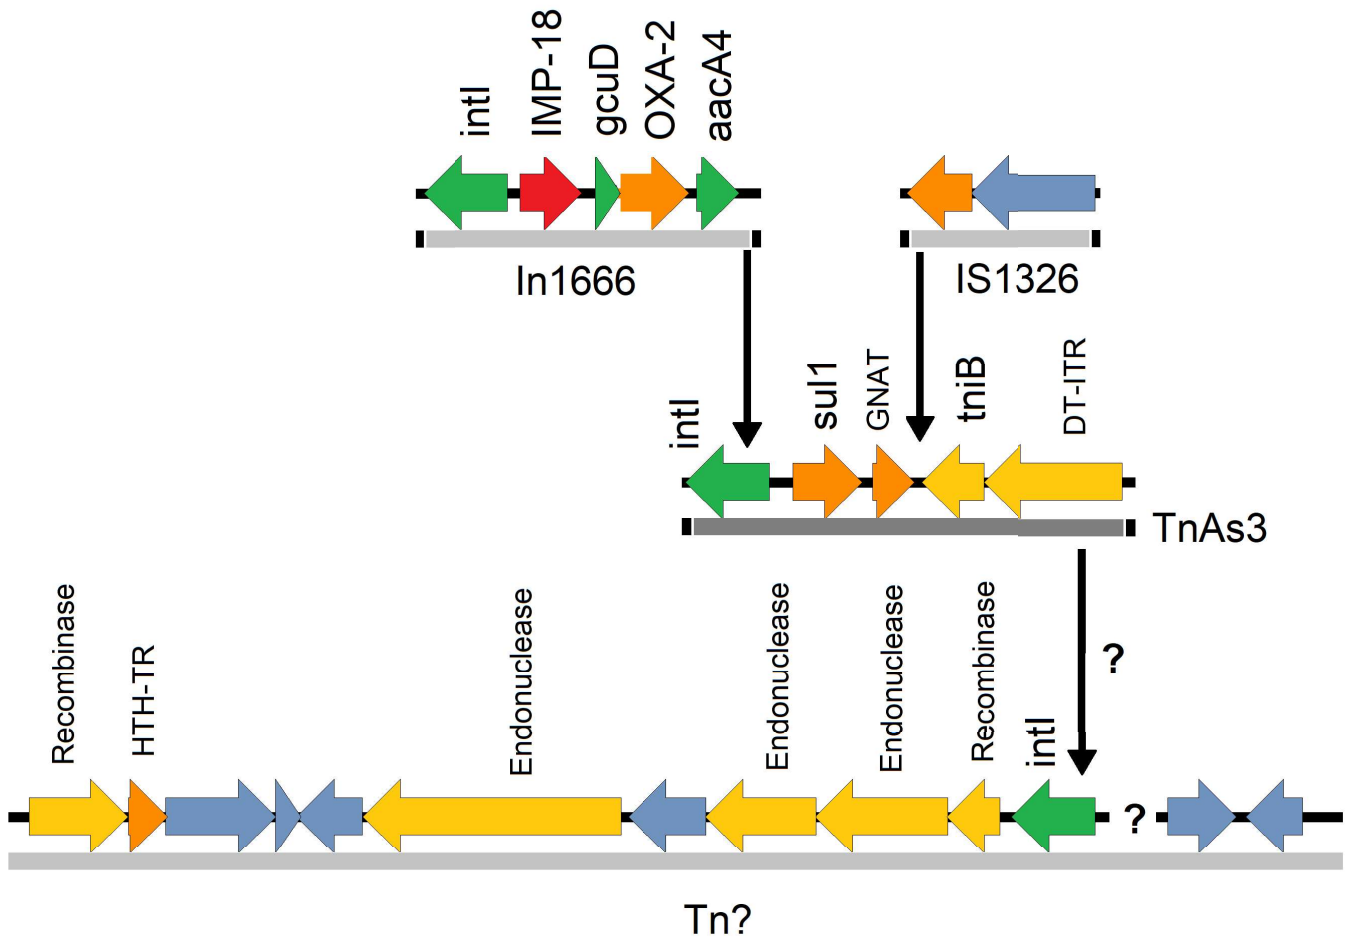 intI
IMP-18
gcuD
OXA-2
aacA4
In1666
IS1326
intI
sul1
GNAT
tniB
DT-ITR
TnAs3
Recombinase
HTH-TR
Endonuclease
Endonuclease
Endonuclease
Recombinase
intI
?
?
Tn?